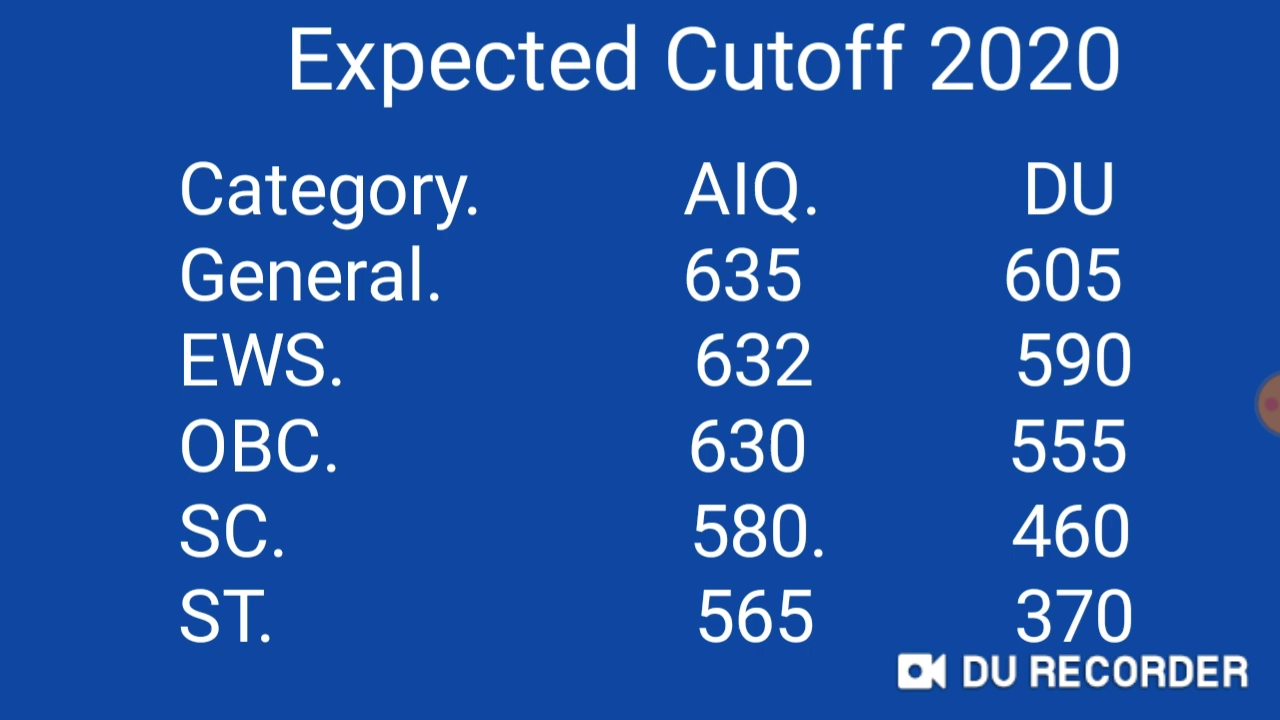 Expected Cutoff 2020
Category. AIQ. DU
General. 635 605
EWS. 632 590
OBC. 630 555
SC. 580. 460
ST. 565 370
DU RECORDER